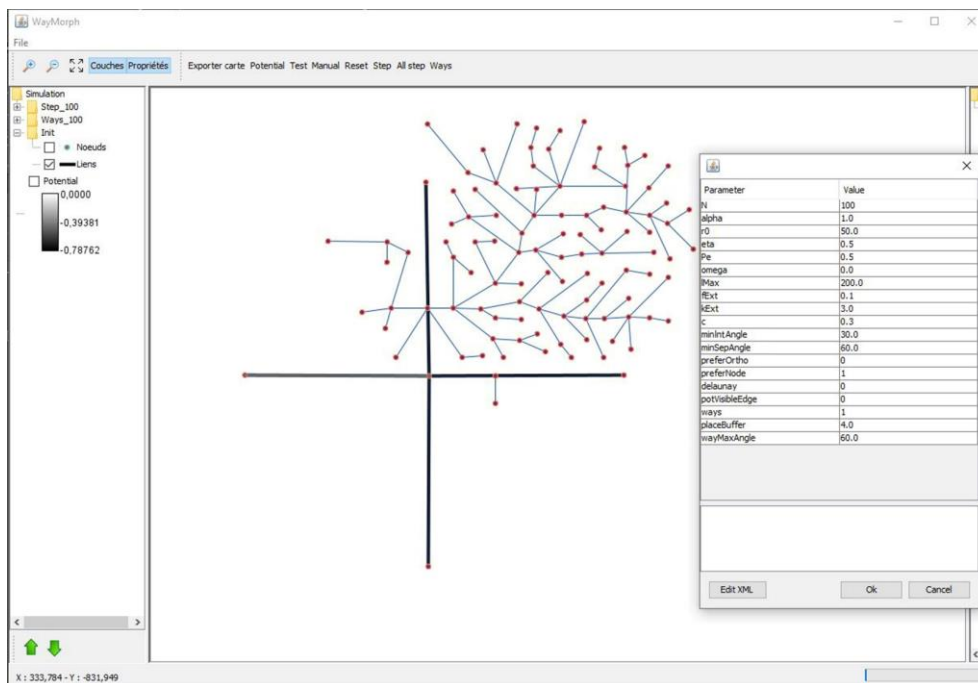 WayMorph
File
Couches Propriétés Exporter carte Potential Test Manual Reset Step All step Ways
Simulation
Step_100
Ways_100
Init
Noeuds
Liens
Potential
0,0000
-0,39381
-0,78762
Parameter Value
N 100
alpha 1.0
r0 50.0
eta 0.5
Pe 0.5
omega 0.0
lMax 200.0
fExt 0.1
kExt 3.0
c 0.3
minIntAngle 30.0
minSepAngle 60.0
preferOrtho 0
preferNode 1
delaunay 0
potVisibleEdge 0
ways 1
placeBuffer 4.0
wayMaxAngle 60.0
Edit XML Ok Cancel
X : 333,784 - Y : -831,949